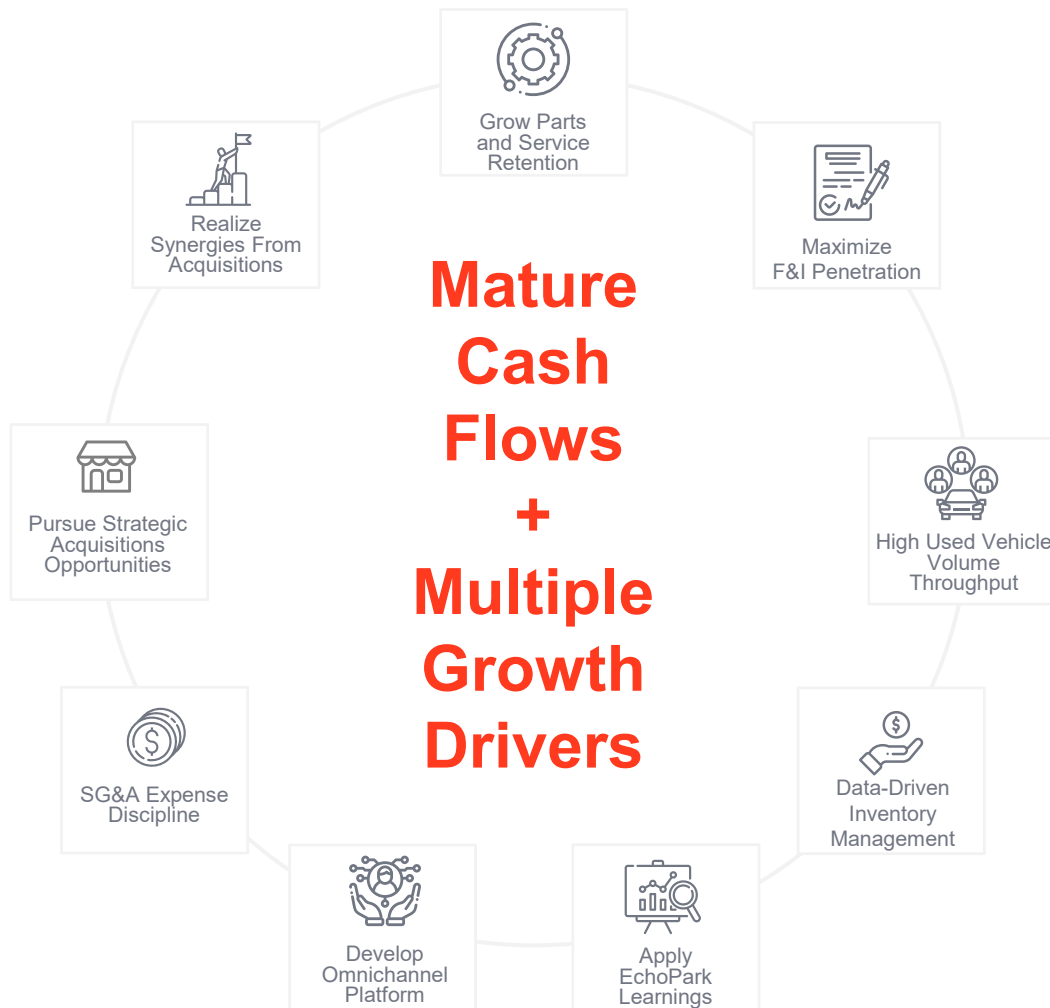 Grow Parts
and Service
Retention
Maximize
F&I Penetration
High Used Vehicle
Volume
Throughput
Data-Driven
Inventory
Management
Apply
EchoPark
Learnings
Develop
Omnichannel
Platform
SG&A Expense
Discipline
Pursue Strategic
Acquisitions
Opportunities
Realize
Synergies From
Acquisitions
Mature
Cash
Flows
+
Multiple
Growth
Drivers